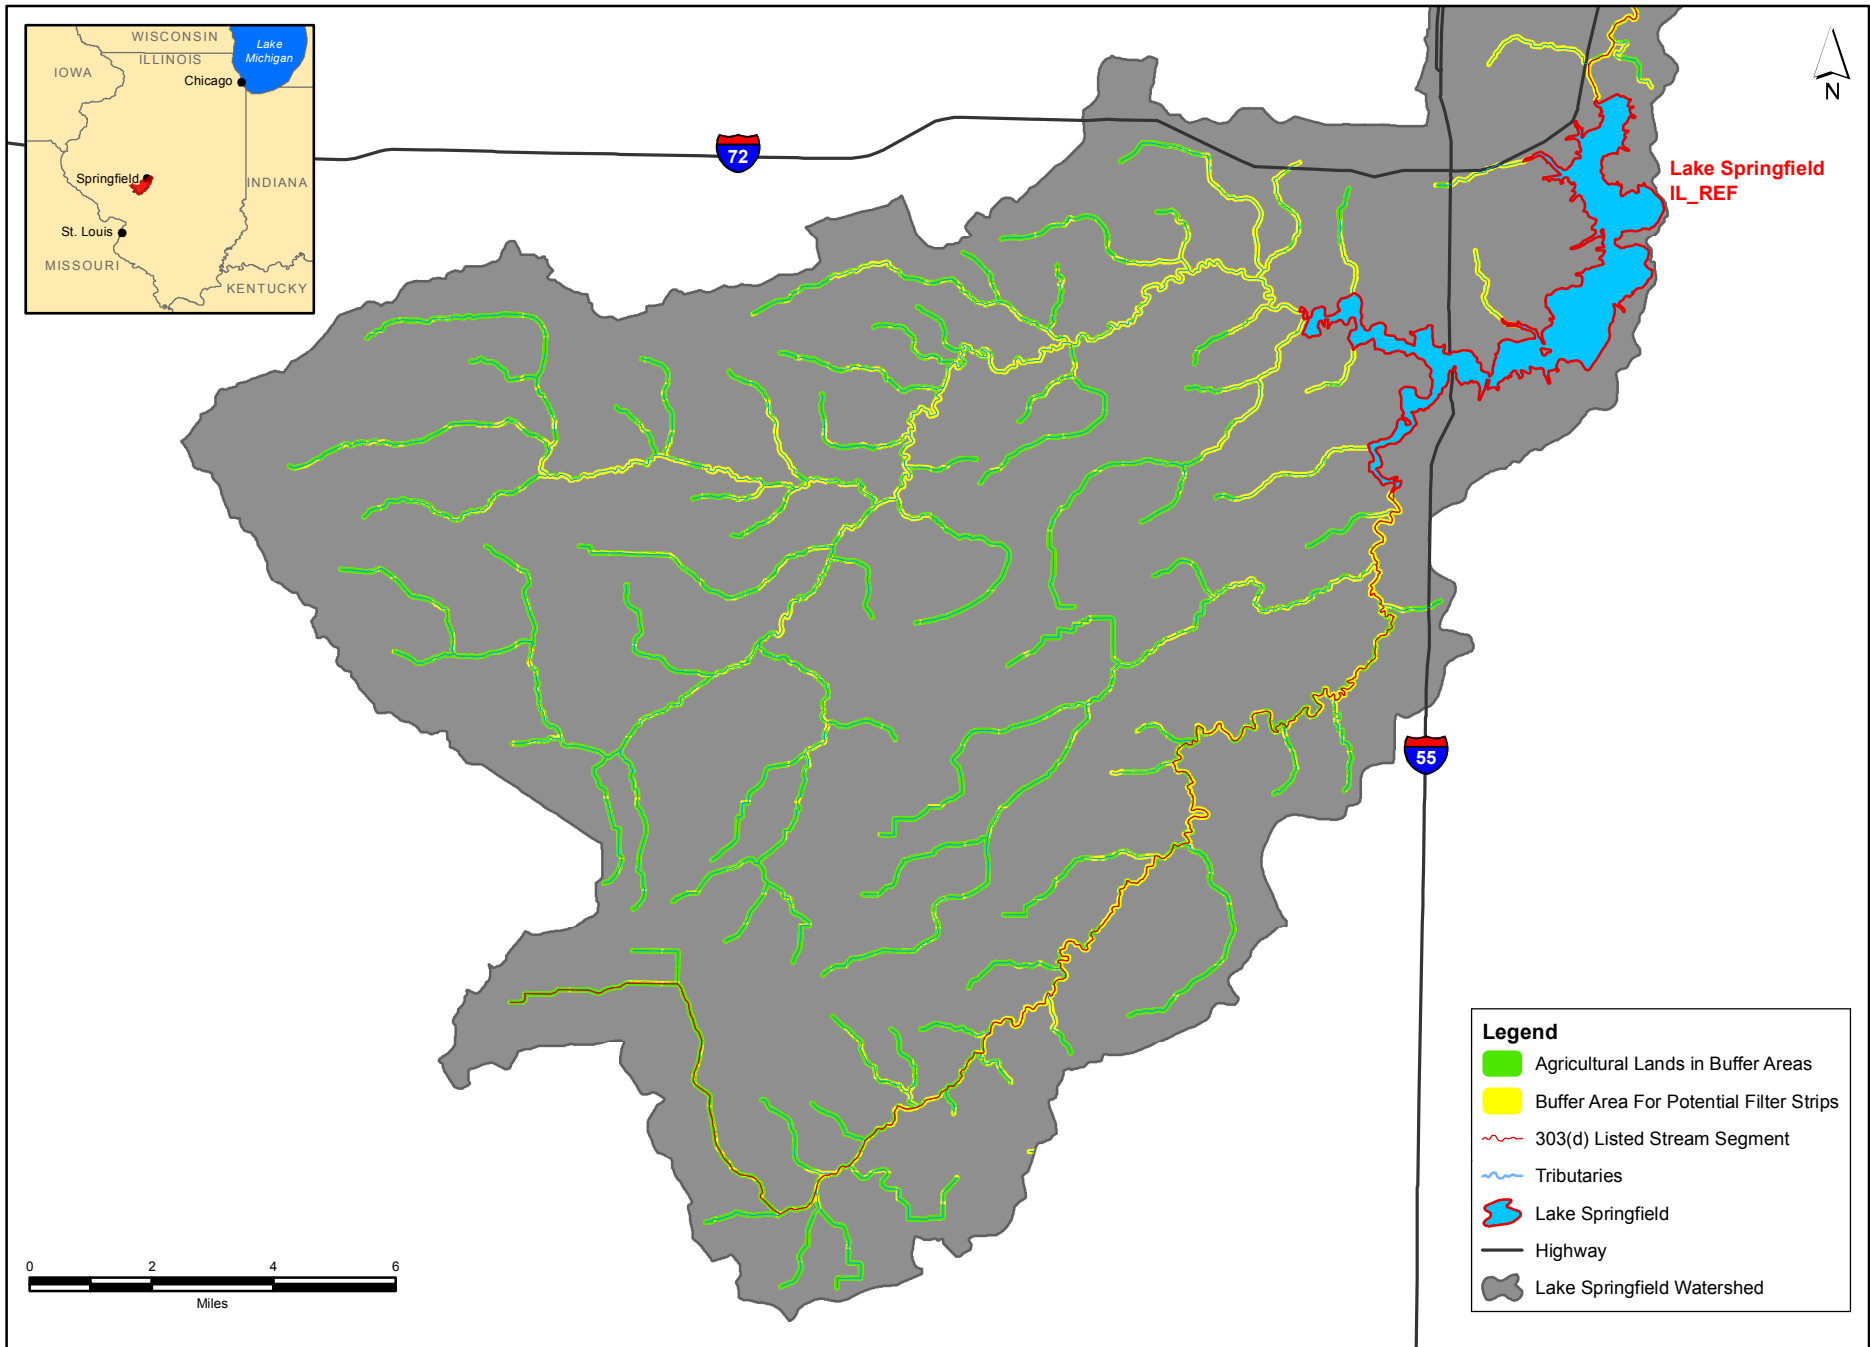 WISCONSIN
ILLINOIS
Lake
Michigan
IOWA
Chicago
Springfield
INDIANA
St. Louis
MISSOURI
KENTUCKY
72
N
Lake Springfield
IL_REF
55
Legend
Agricultural Lands in Buffer Areas
Buffer Area For Potential Filter Strips
303(d) Listed Stream Segment
Tributaries
Lake Springfield
Highway
Lake Springfield Watershed
0 2 4 6
Miles